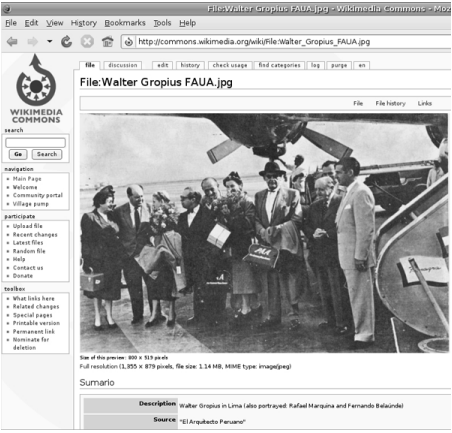 File:Walter Gropius FAUA.jpg - Wikimedia Commons - Moz
File Edit View History Bookmarks Tools Help
http://commons.wikimedia.org/wiki/File:Walter_Gropius_FAUA.jpg
file discussion edit history check usage find categories log purge en
File:Walter Gropius FAUA.jpg
File File history Links
WIKIMEDIA
COMMONS
search
Go Search
navigation
Main Page
Welcome
Community portal
Village pump
participate
Upload file
Recent changes
Latest files
Random file
Help
Contact us
Donate
toolbox
What links here
Related changes
Special pages
Printable version
Permanent link
Nominate for
deletion
Size of this preview: 800 × 519 pixels
Full resolution (1,355 × 879 pixels, file size: 1.14 MB, MIME type: image/jpeg)
Sumario
Description Walter Gropius in Lima (also portrayed: Rafael Marquina and Fernando Belaúnde)
Source "El Arquitecto Peruano"